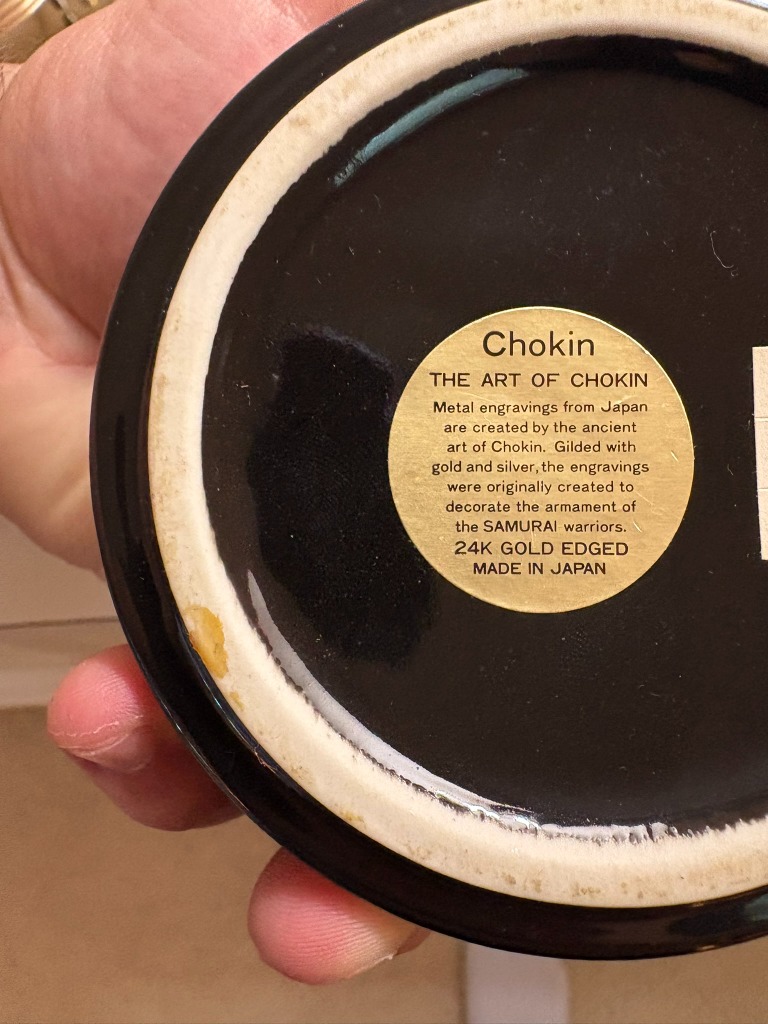 Chokin
THE ART OF CHOKIN
Metal engravings from Japan
are created by the ancient
art of Chokin. Gilded with
gold and silver, the engravings
were originally created to
decorate the armament of
the SAMURAI warriors.
24K GOLD EDGED
MADE IN JAPAN